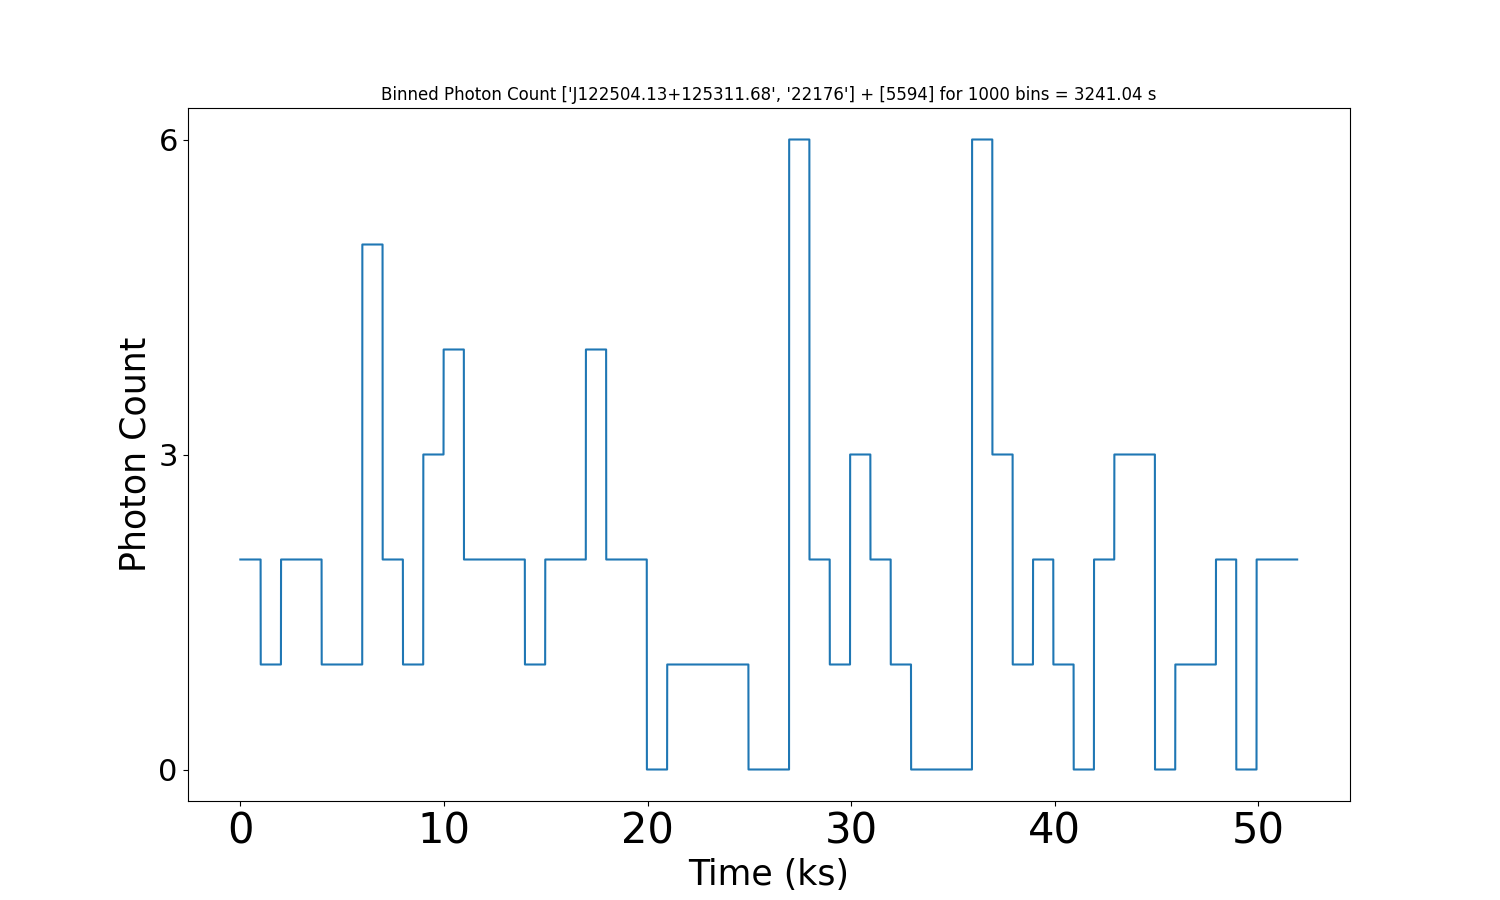 Binned Photon Count ['J122504.13+125311.68', '22176'] + [5594] for 1000 bins = 3241.04 s
6
3
0
Photon Count
0 10 20 30 40 50
Time (ks)